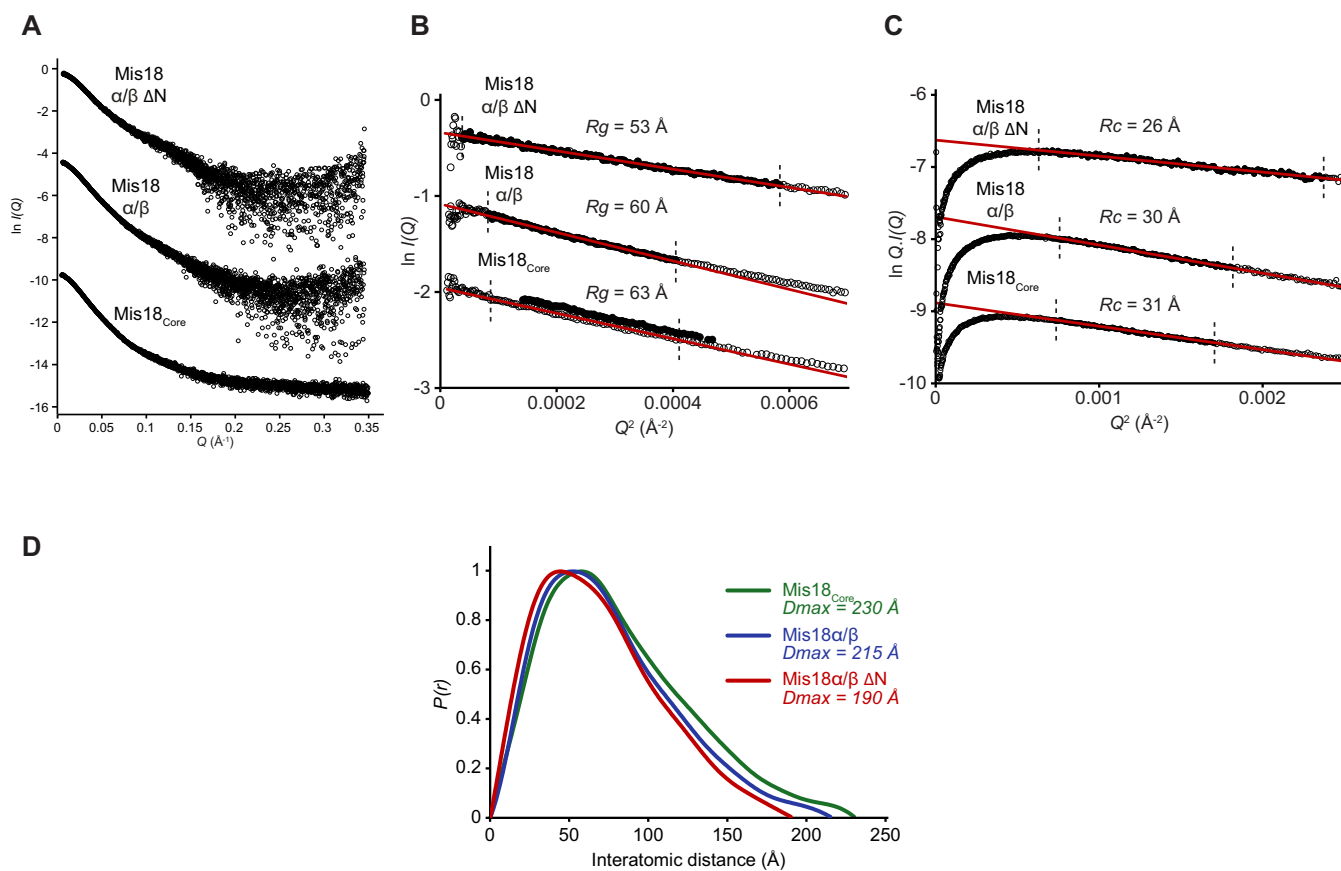 A
0
-2
-4
-6
-8
-10
-12
-14
-16
Mis18
α/β ΔN
Mis18
α/β
Mis18Core
ln I(Q)
0
0.05
0.1
0.15
0.20
0.25
0.30
0.35
Q (Å-1)
B
0
-1
-2
-3
Mis18
α/β ΔN
Rg = 53 Å
Mis18
α/β
Rg = 60 Å
Mis18Core
Rg = 63 Å
ln I(Q)
0
0.0002
0.0004
0.0006
Q2 (Å-2)
C
-6
-7
-8
-9
-10
Mis18
α/β ΔN
Rc = 26 Å
Mis18
α/β
Rc = 30 Å
Mis18Core
Rc = 31 Å
ln Q.I(Q)
0
0.001
0.002
Q2 (Å-2)
D
1
0.8
0.6
0.4
0.2
0
P(r)
Mis18Core
Dmax = 230 Å
Mis18α/β
Dmax = 215 Å
Mis18α/β ΔN
Dmax = 190 Å
0
50
100
150
200
250
Interatomic distance (Å)